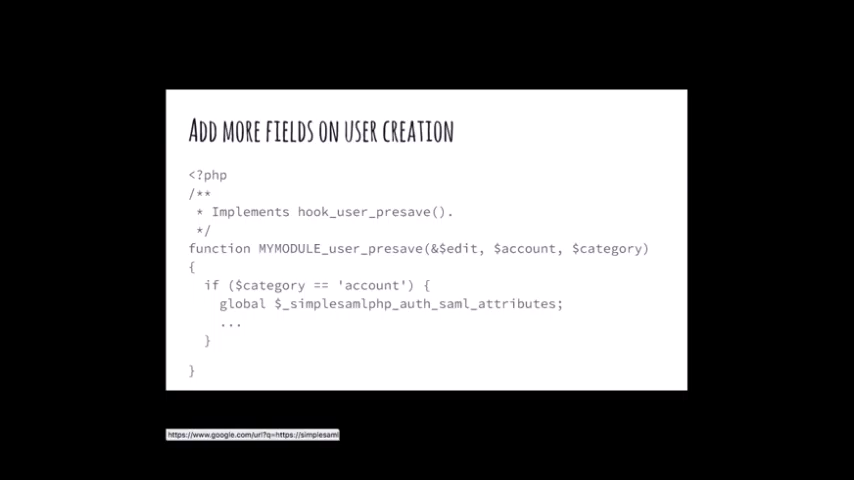 ADD MORE FIELDS ON USER CREATION
<?php
/**
 * Implements hook_user_presave().
 */
function MYMODULE_user_presave(&$edit, $account, $category)
{
  if ($category == 'account') {
    global $_simplesamlphp_auth_saml_attributes;
    ...
  }
}
https://www.google.com/url?q=https://simplesaml